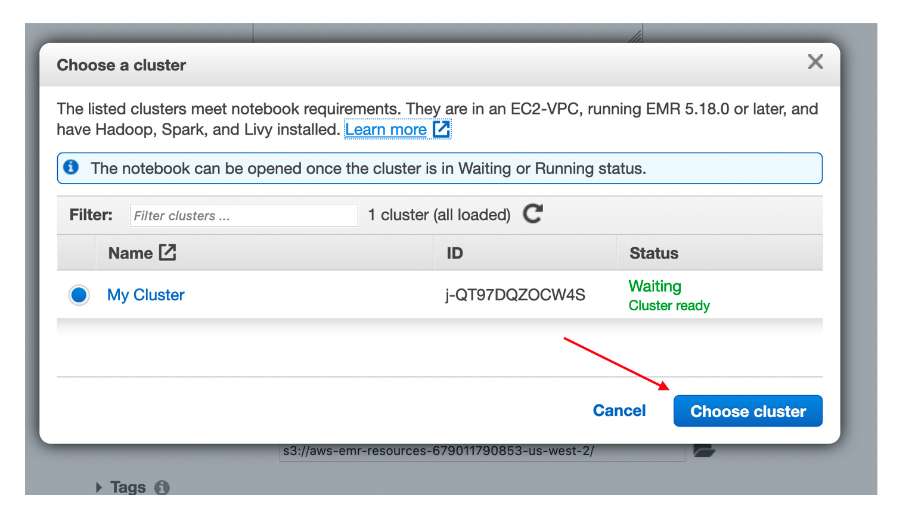 Choose a cluster
The listed clusters meet notebook requirements. They are in an EC2-VPC, running EMR 5.18.0 or later, and
have Hadoop, Spark, and Livy installed. Learn more
The notebook can be opened once the cluster is in Waiting or Running status.
Filter: Filter clusters ... 1 cluster (all loaded)
Name ID Status
My Cluster j-QT97DQZOCW4S Waiting
Cluster ready
Cancel Choose cluster
s3://aws-emr-resources-679011790853-us-west-2/
Tags